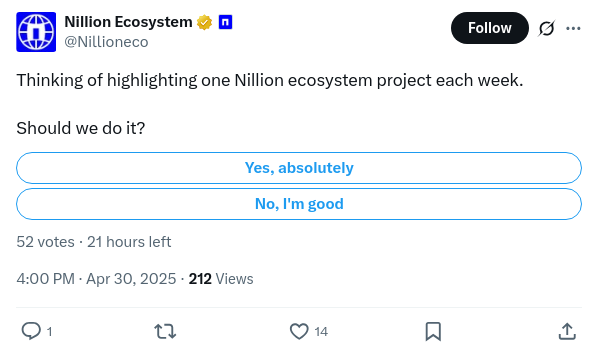 Nillion Ecosystem
@Nillioneco
Follow
Thinking of highlighting one Nillion ecosystem project each week.
Should we do it?
Yes, absolutely
No, I'm good
52 votes · 21 hours left
4:00 PM · Apr 30, 2025 · 212 Views
1
14